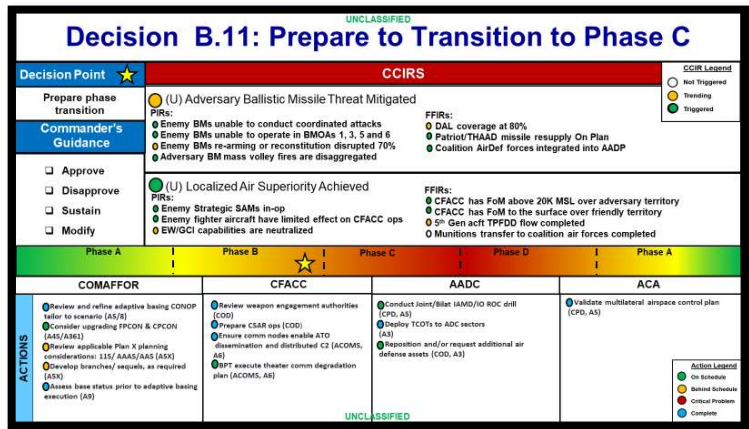 UNCLASSIFIED
Decision B.11: Prepare to Transition to Phase C
Decision Point
CCIRS
CCIR Legend
Not Triggered
Trending
Triggered
Prepare phase
transition
Commander's
Guidance
Approve
Disapprove
Sustain
Modify
(U) Adversary Ballistic Missile Threat Mitigated
PIRs:
Enemy BMs unable to conduct coordinated attacks
Enemy BMs unable to operate in BMOAs 1, 3, 5 and 6
Enemy BMs re-arming or reconstitution disrupted 70%
Adversary BM mass volley fires are disaggregated
FFIRs:
DAL coverage at 80%
Patriot/THAAD missile resupply On Plan
Coalition AirDef forces integrated into AADP
(U) Localized Air Superiority Achieved
PIRs:
Enemy Strategic SAMs in-op
Enemy fighter aircraft have limited effect on CFACC ops
EW/GCI capabilities are neutralized
FFIRs:
CFACC has FoM above 20K MSL over adversary territory
CFACC has FoM to the surface over friendly territory
5th Gen acft TPFDD flow completed
Munitions transfer to coalition air forces completed
Phase A
Phase B
Phase C
Phase D
Phase A
COMAFFOR
CFACC
AADC
ACA
ACTIONS
Review and refine adaptive basing CONOP
tailor to scenario (A5/8)
Consider upgrading FPCON & CPCON
(A45/A361)
Review applicable Plan X planning
considerations: 115/ AAAS/AAS (A5X)
Develop branches/ sequels, as required
(A5X)
Assess base status prior to adaptive basing
execution (A9)
Review weapon engagement authorities
(COD)
Prepare CSAR ops (COD)
Ensure comm nodes enable ATO
dissemination and distributed C2 (ACOMS,
A6)
BPT execute theater comm degradation
plan (ACOMS, A6)
Conduct Joint/Bilat IAMD/IO ROC drill
(CPD, A5)
Deploy TCOTs to ADC sectors
(A3)
Reposition and/or request additional air
defense assets (COD, A3)
Validate multilateral airspace control plan
(CPD, A5)
Action Legend
On Schedule
Behind Schedule
Critical Problem
Complete
UNCLASSIFIED